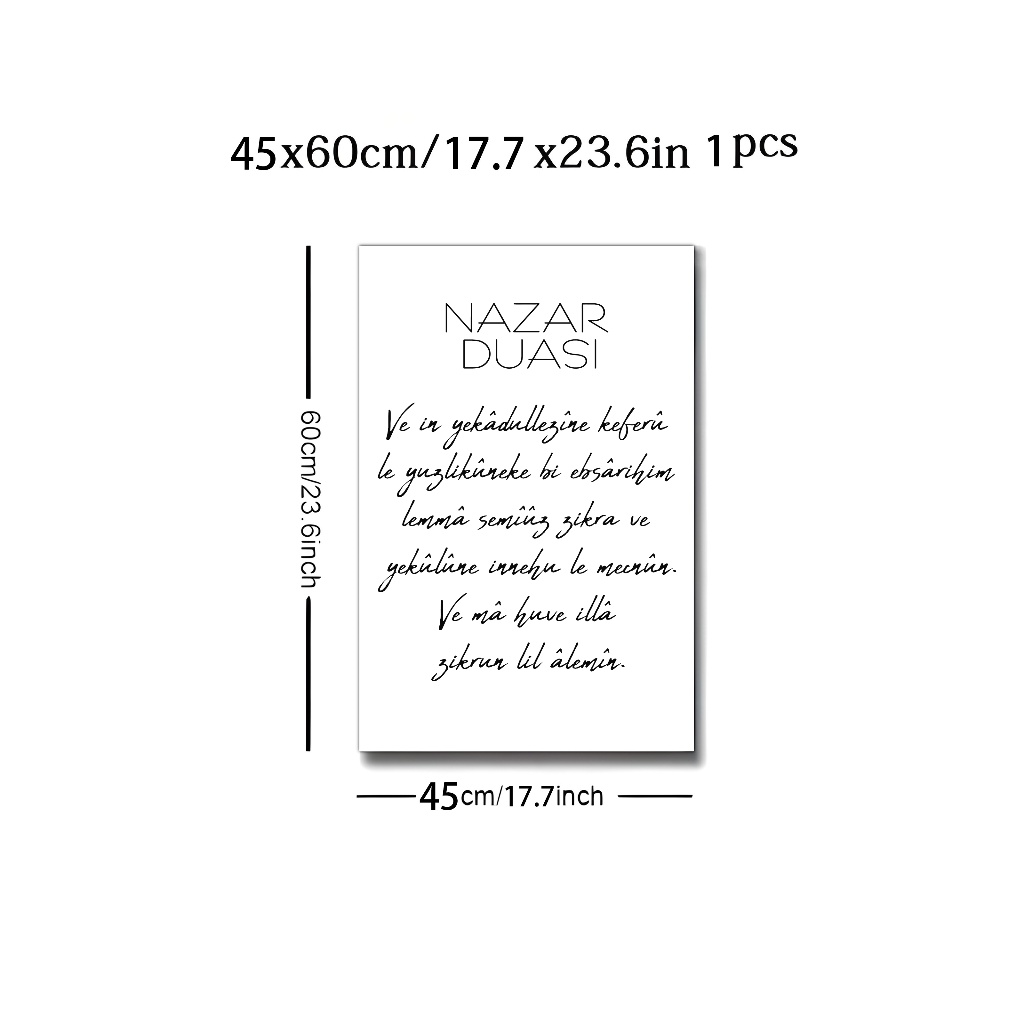 45x60cm/17.7 x23.6in 1pcs
NAZAR
DUASI
Ve in yekâdullezîne keferû
le yuzlikûneke bi ebsârihim
lemmâ semîûz zikra ve
yekûlûne innehu le mecnûn.
Ve mâ huve illâ
zikrun lil âlemîn.
60cm/23.6inch
45cm/17.7inch